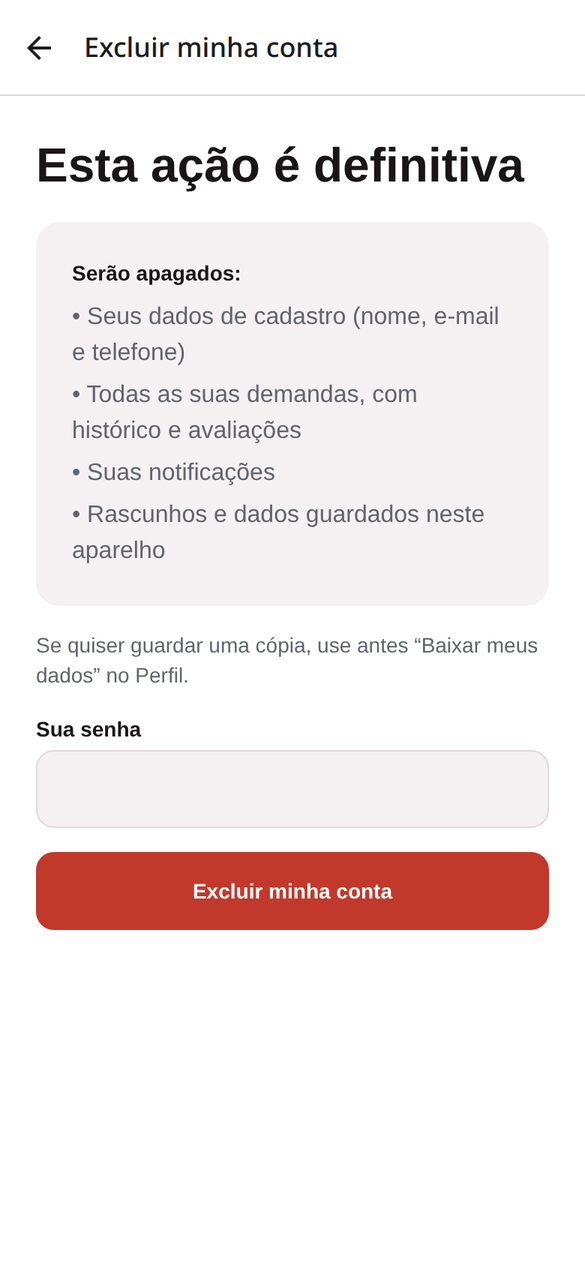 Excluir minha conta
Esta ação é definitiva
Serão apagados:
• Seus dados de cadastro (nome, e-mail
e telefone)
• Todas as suas demandas, com
histórico e avaliações
• Suas notificações
• Rascunhos e dados guardados neste
aparelho
Se quiser guardar uma cópia, use antes “Baixar meus
dados” no Perfil.
Sua senha
Excluir minha conta